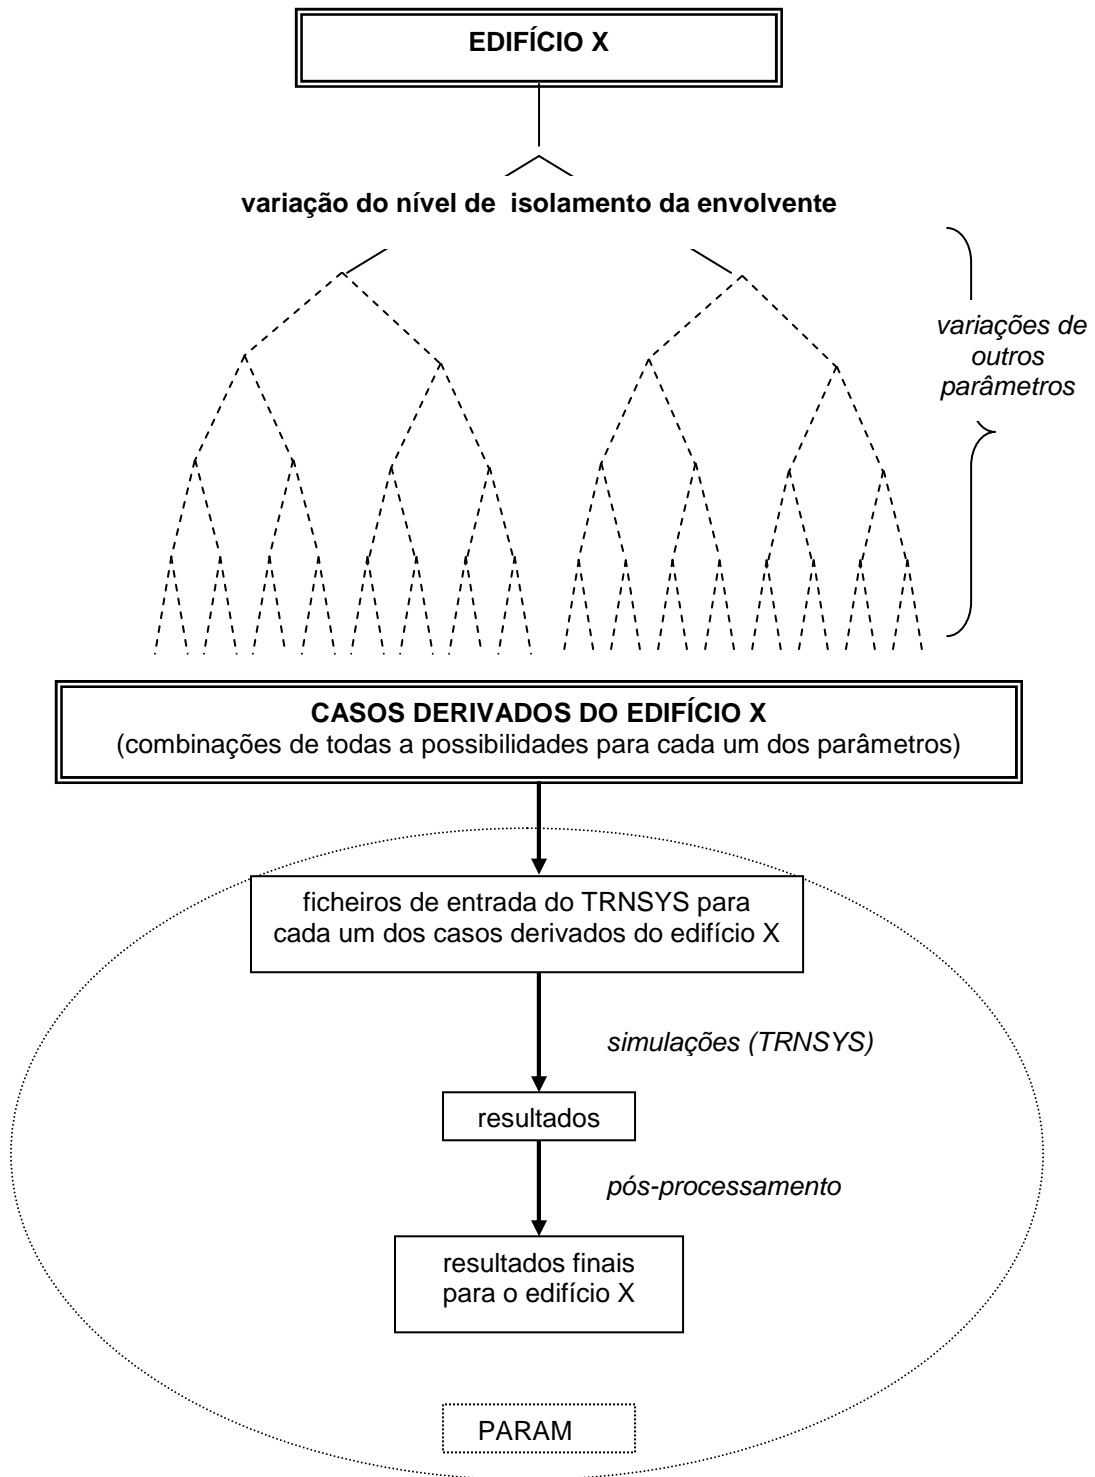 EDIFÍCIO X
variação do nível de isolamento da envolvente
variações de
outros
parâmetros
CASOS DERIVADOS DO EDIFÍCIO X
(combinações de todas a possibilidades para cada um dos parâmetros)
ficheiros de entrada do TRNSYS para
cada um dos casos derivados do edifício X
simulações (TRNSYS)
resultados
pós-processamento
resultados finais
para o edifício X
PARAM